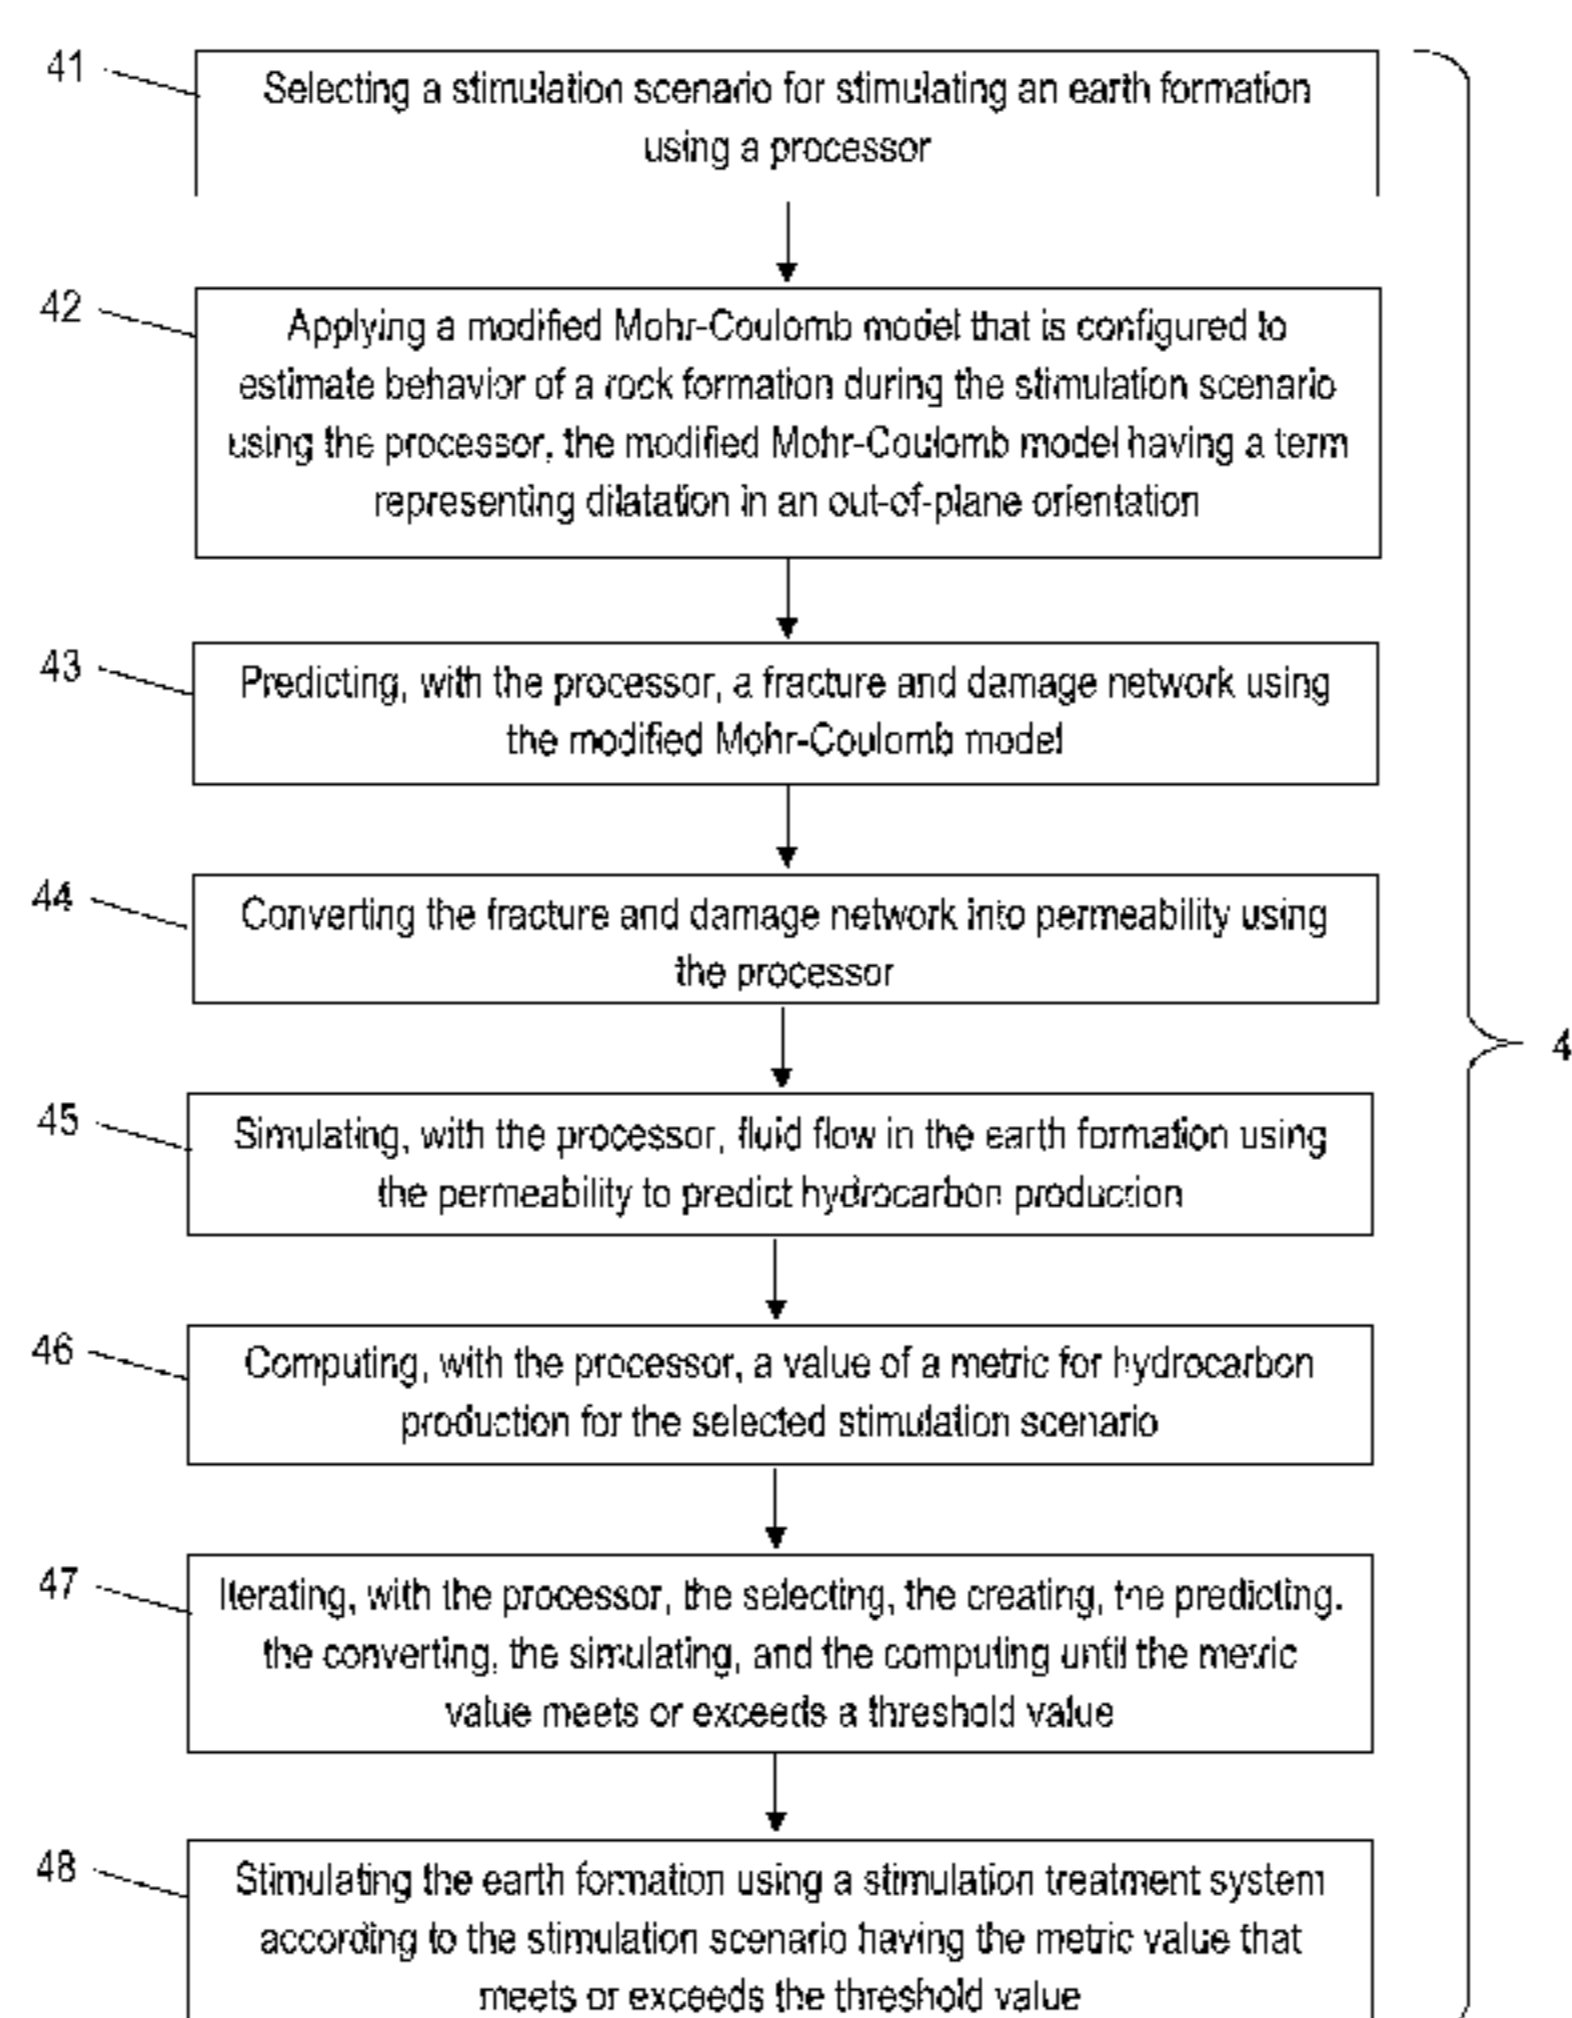 41
Selecting a stimulation scenario for stimulating an earth formation
using a processor
42
Applying a modified Mohr-Coulomb model that is configured to
estimate behavior of a rock formation during the stimulation scenario
using the processor, the modified Mohr-Coulomb model having a term
representing dilatation in an out-of-plane orientation
43
Predicting, with the processor, a fracture and damage network using
the modified Mohr-Coulomb model
44
Converting the fracture and damage network into permeability using
the processor
4
45
Simulating, with the processor, fluid flow in the earth formation using
the permeability to predict hydrocarbon production
46
Computing, with the processor, a value of a metric for hydrocarbon
production for the selected stimulation scenario
47
Iterating, with the processor, the selecting, the creating, the predicting.
the converting, the simulating, and the computing until the metric
value meets or exceeds a threshold value
48
Stimulating the earth formation using a stimulation treatment system
according to the stimulation scenario having the metric value that
meets or exceeds the threshold value